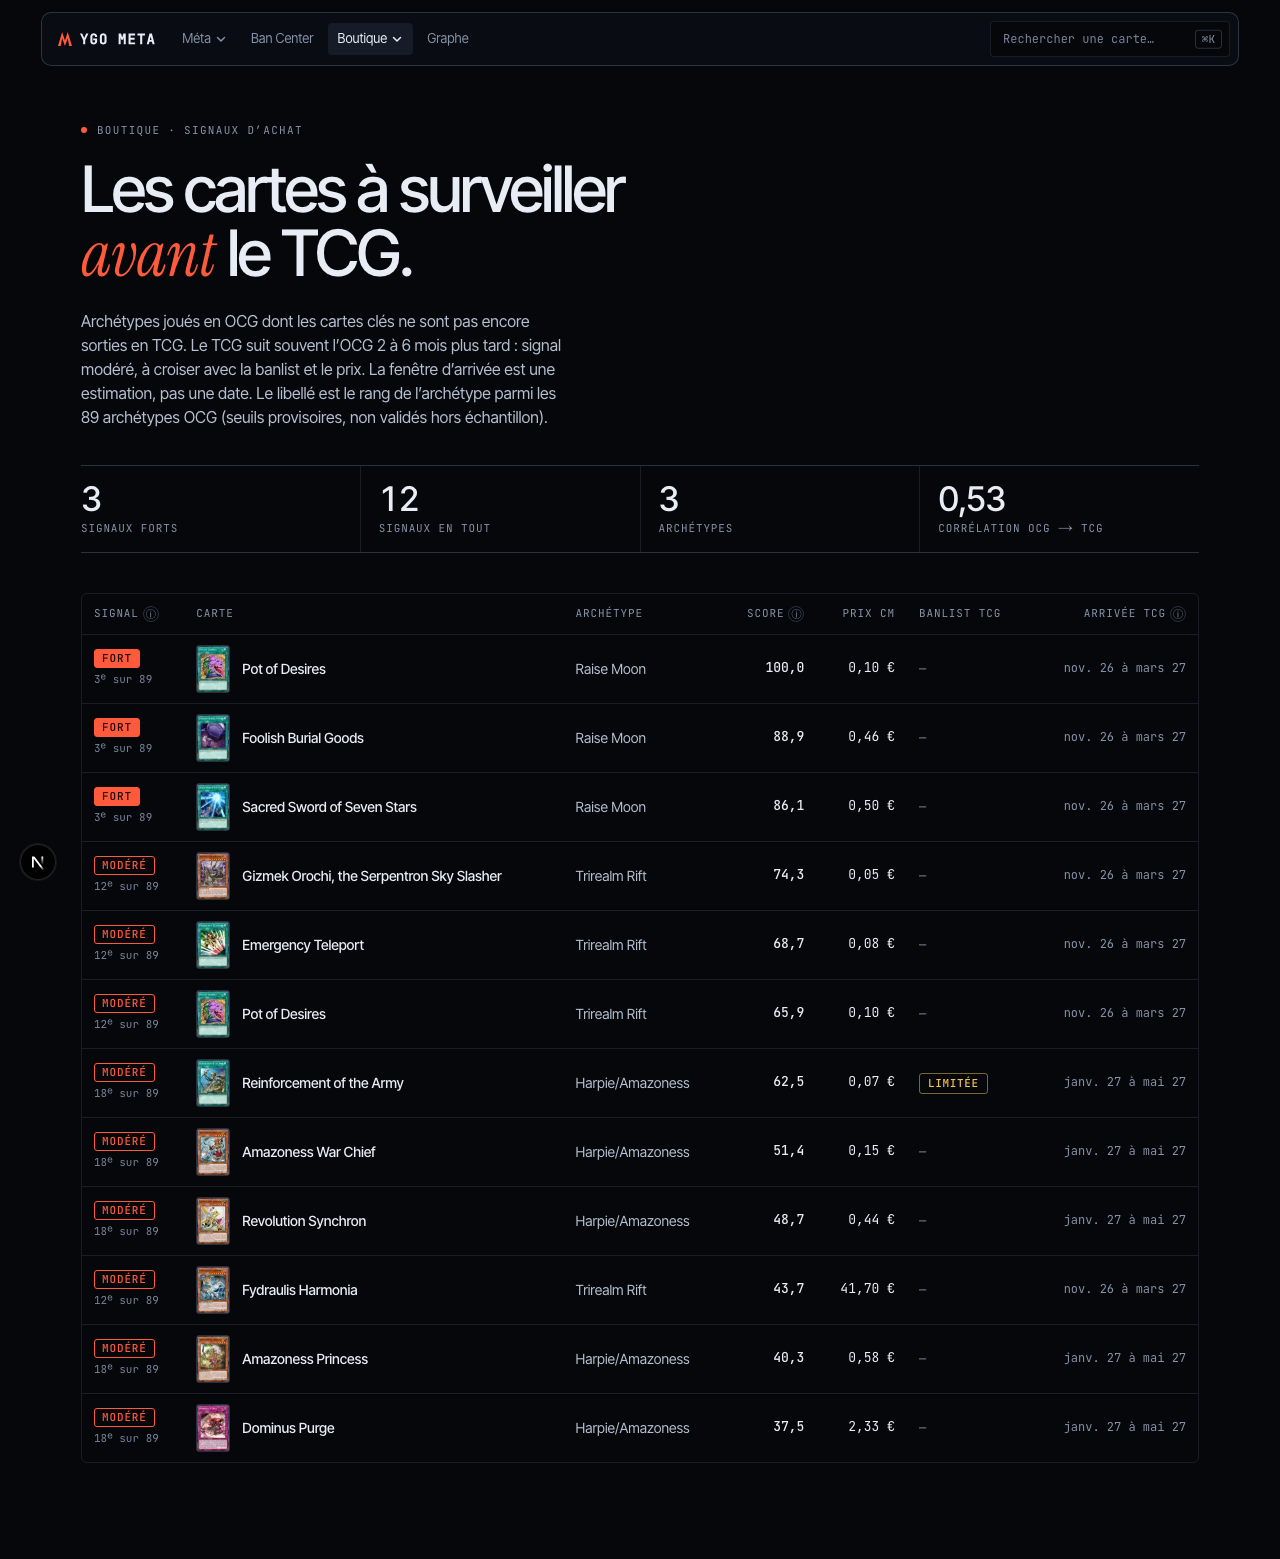 YGO META Méta Ban Center Boutique Graphe Rechercher une carte… ⌘K
BOUTIQUE · SIGNAUX D’ACHAT
Les cartes à surveiller
avant le TCG.
Archétypes joués en OCG dont les cartes clés ne sont pas encore
sorties en TCG. Le TCG suit souvent l’OCG 2 à 6 mois plus tard : signal
modéré, à croiser avec la banlist et le prix. La fenêtre d’arrivée est une
estimation, pas une date. Le libellé est le rang de l’archétype parmi les
89 archétypes OCG (seuils provisoires, non validés hors échantillon).
3 12 3 0,53
SIGNAUX FORTS SIGNAUX EN TOUT ARCHÉTYPES CORRÉLATION OCG ⟶ TCG
SIGNAL ⓘ CARTE ARCHÉTYPE SCORE ⓘ PRIX CM BANLIST TCG ARRIVÉE TCG ⓘ
FORT
3ᵉ sur 89 Pot of Desires Raise Moon 100,0 0,10 € — nov. 26 à mars 27
FORT
3ᵉ sur 89 Foolish Burial Goods Raise Moon 88,9 0,46 € — nov. 26 à mars 27
FORT
3ᵉ sur 89 Sacred Sword of Seven Stars Raise Moon 86,1 0,50 € — nov. 26 à mars 27
MODÉRÉ
12ᵉ sur 89 Gizmek Orochi, the Serpentron Sky Slasher Trirealm Rift 74,3 0,05 € — nov. 26 à mars 27
MODÉRÉ
12ᵉ sur 89 Emergency Teleport Trirealm Rift 68,7 0,08 € — nov. 26 à mars 27
MODÉRÉ
12ᵉ sur 89 Pot of Desires Trirealm Rift 65,9 0,10 € — nov. 26 à mars 27
MODÉRÉ
18ᵉ sur 89 Reinforcement of the Army Harpie/Amazoness 62,5 0,07 € LIMITÉE janv. 27 à mai 27
MODÉRÉ
18ᵉ sur 89 Amazoness War Chief Harpie/Amazoness 51,4 0,15 € — janv. 27 à mai 27
MODÉRÉ
18ᵉ sur 89 Revolution Synchron Harpie/Amazoness 48,7 0,44 € — janv. 27 à mai 27
MODÉRÉ
12ᵉ sur 89 Fydraulis Harmonia Trirealm Rift 43,7 41,70 € — nov. 26 à mars 27
MODÉRÉ
18ᵉ sur 89 Amazoness Princess Harpie/Amazoness 40,3 0,58 € — janv. 27 à mai 27
MODÉRÉ
18ᵉ sur 89 Dominus Purge Harpie/Amazoness 37,5 2,33 € — janv. 27 à mai 27